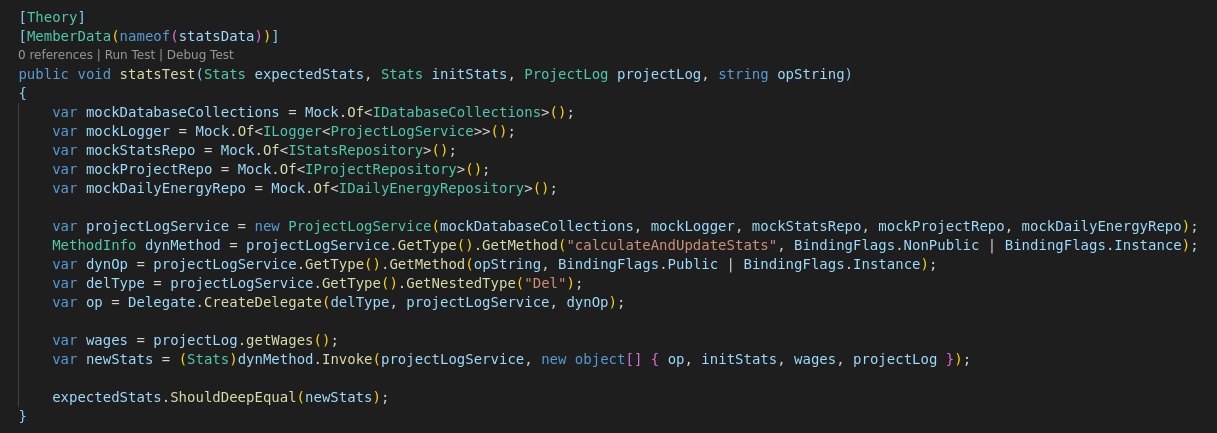 [Theory]
[MemberData(nameof(statsData))]
0 references | Run Test | Debug Test
public void statsTest(Stats expectedStats, Stats initStats, ProjectLog projectLog, string opString)
{
    var mockDatabaseCollections = Mock.Of<IDatabaseCollections>();
    var mockLogger = Mock.Of<ILogger<ProjectLogService>>();
    var mockStatsRepo = Mock.Of<IStatsRepository>();
    var mockProjectRepo = Mock.Of<IProjectRepository>();
    var mockDailyEnergyRepo = Mock.Of<IDailyEnergyRepository>();

    var projectLogService = new ProjectLogService(mockDatabaseCollections, mockLogger, mockStatsRepo, mockProjectRepo, mockDailyEnergyRepo);
    MethodInfo dynMethod = projectLogService.GetType().GetMethod("calculateAndUpdateStats", BindingFlags.NonPublic | BindingFlags.Instance);
    var dynOp = projectLogService.GetType().GetMethod(opString, BindingFlags.Public | BindingFlags.Instance);
    var delType = projectLogService.GetType().GetNestedType("Del");
    var op = Delegate.CreateDelegate(delType, projectLogService, dynOp);

    var wages = projectLog.getWages();
    var newStats = (Stats)dynMethod.Invoke(projectLogService, new object[] { op, initStats, wages, projectLog });

    expectedStats.ShouldDeepEqual(newStats);
}